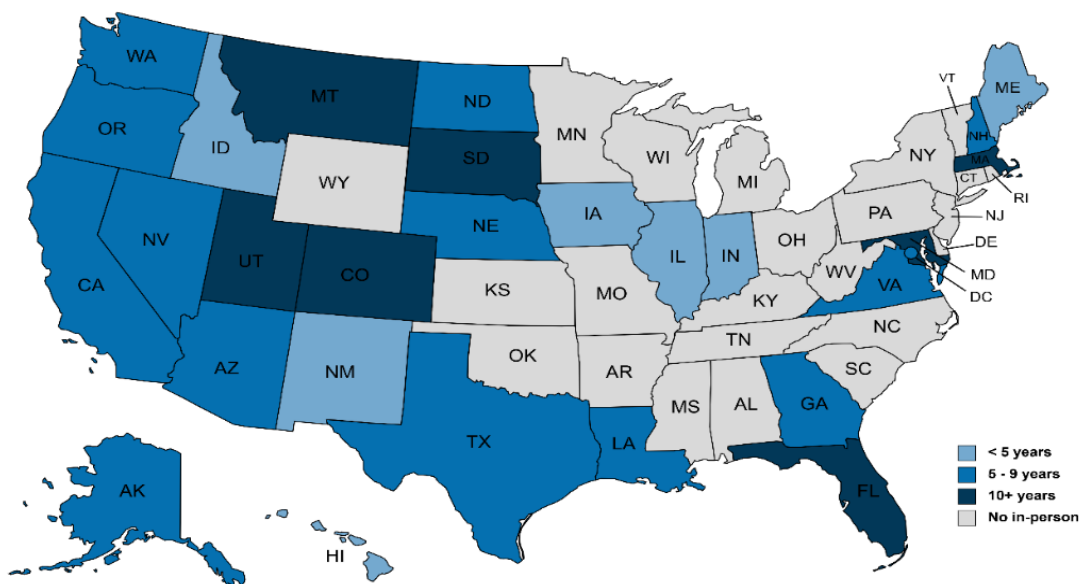 WA
MT
ND
MN
VT
ME
OR
ID
SD
WI
NH
NY
MA
WY
MI
CT
RI
IA
NE
PA
NJ
NV
UT
CO
IL
IN
OH
DE
CA
WV
MD
KS
MO
KY
VA
DC
AZ
NM
OK
TN
NC
AR
SC
MS
AL
GA
TX
LA
< 5 years
AK
5 - 9 years
FL
10+ years
HI
No in-person